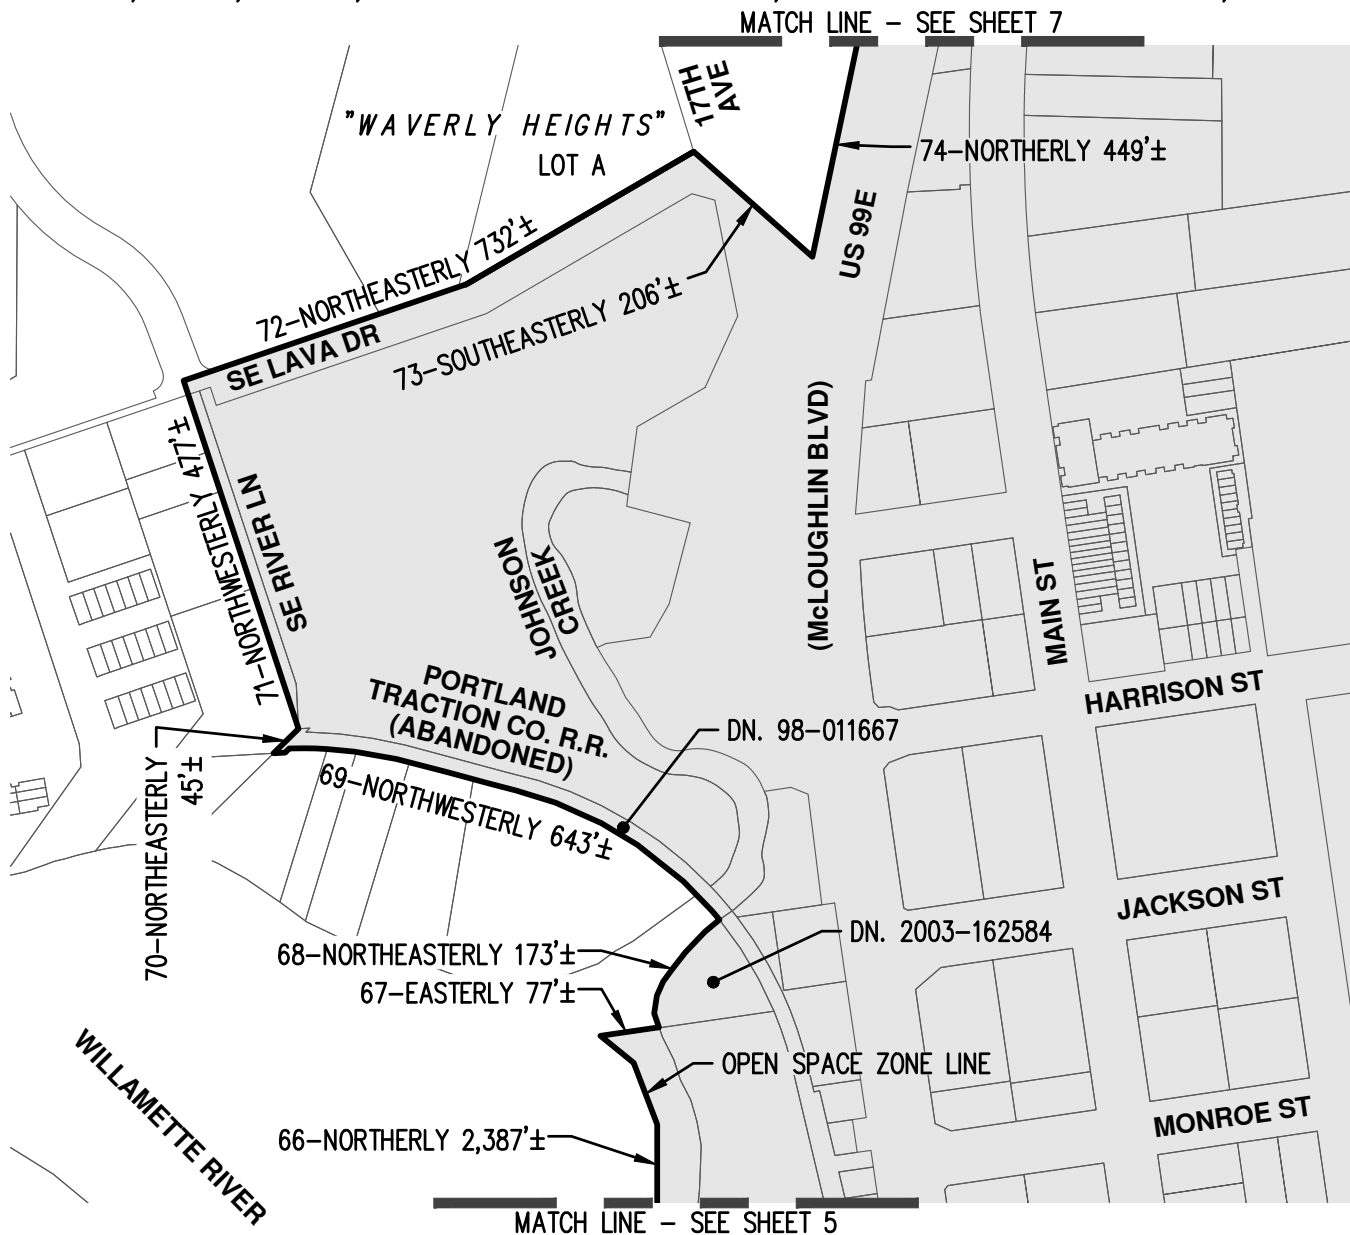 MATCH LINE – SEE SHEET 7
17TH
AVE
"WAVERLY HEIGHTS"
LOT A
74–NORTHERLY 449'±
US 99E
72–NORTHEASTERLY 732'±
SE LAVA DR
73–SOUTHEASTERLY 206'±
(McLOUGHLIN BLVD)
71–NORTHWESTERLY 477'±
SE RIVER LN
JOHNSON
CREEK
MAIN ST
HARRISON ST
PORTLAND
TRACTION CO. R.R.
(ABANDONED)
DN. 98–011667
70–NORTHEASTERLY
45'±
69–NORTHWESTERLY 643'±
JACKSON ST
DN. 2003–162584
68–NORTHEASTERLY 173'±
67–EASTERLY 77'±
OPEN SPACE ZONE LINE
WILLAMETTE RIVER
MONROE ST
66–NORTHERLY 2,387'±
MATCH LINE – SEE SHEET 5